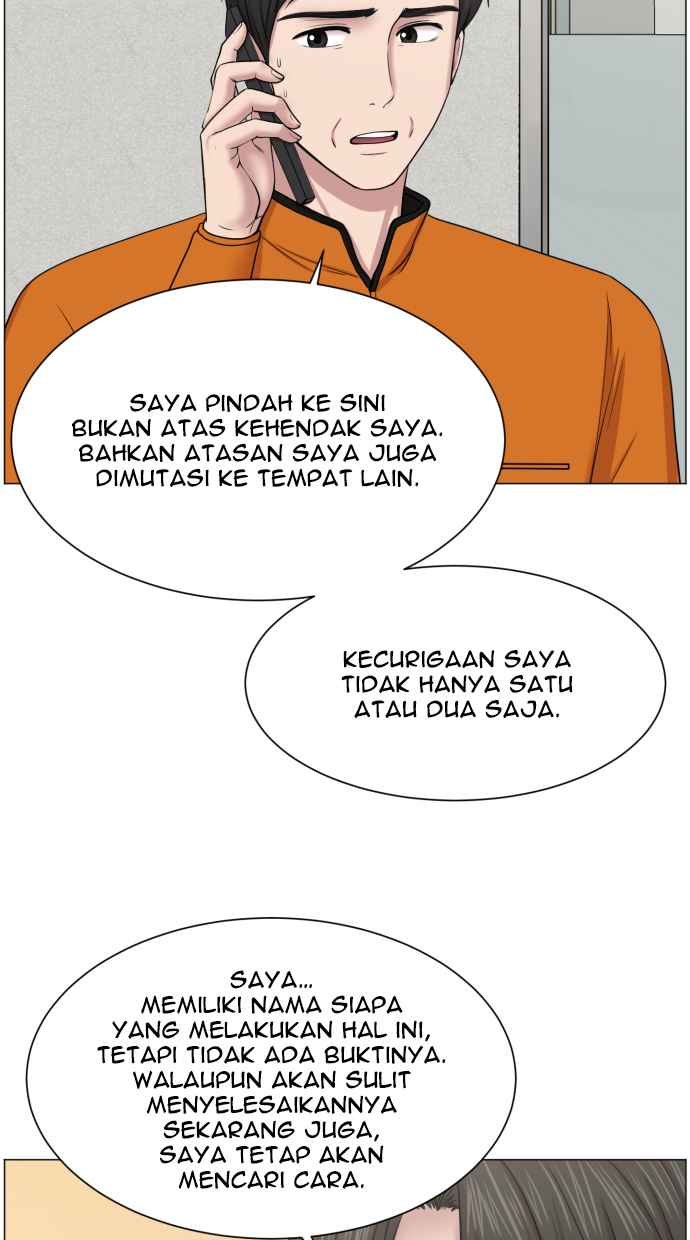 SAYA PINDAH KE SINI
BUKAN ATAS KEHENDAK SAYA.
BAHKAN ATASAN SAYA JUGA
DIMUTASI KE TEMPAT LAIN.
KECURIGAAN SAYA
TIDAK HANYA SATU
ATAU DUA SAJA.
SAYA...
MEMILIKI NAMA SIAPA
YANG MELAKUKAN HAL INI,
TETAPI TIDAK ADA BUKTINYA.
WALAUPUN AKAN SULIT
MENYELESAIKANNYA
SEKARANG JUGA,
SAYA TETAP AKAN
MENCARI CARA.